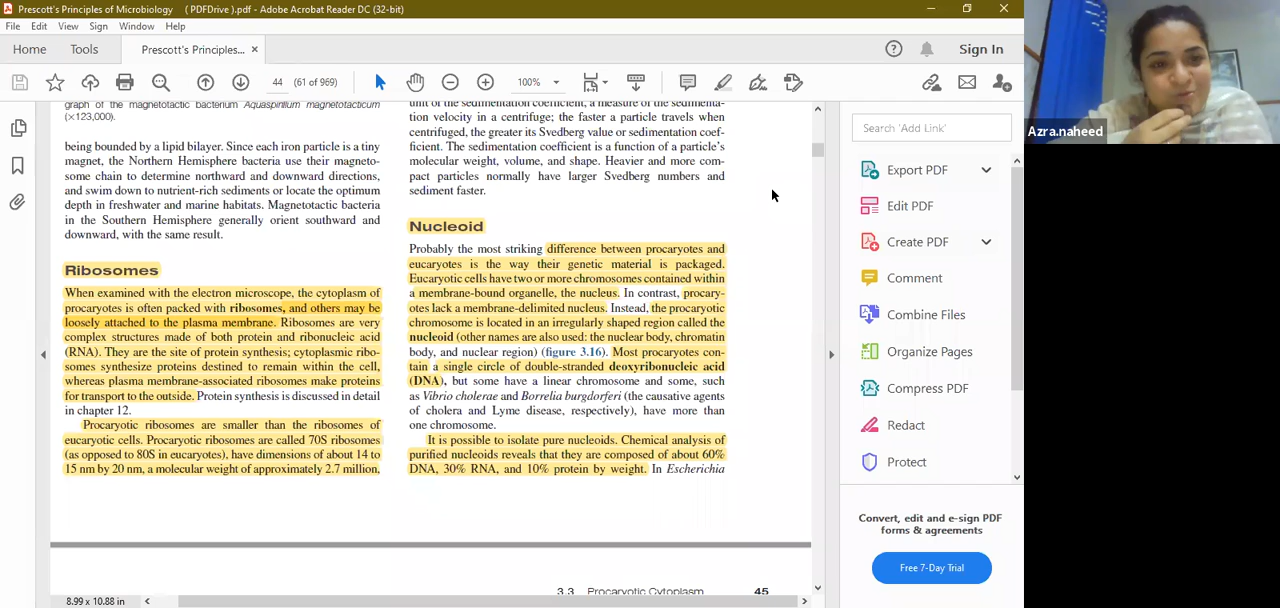 Prescott's Principles of Microbiology ( PDFDrive ).pdf - Adobe Acrobat Reader DC (32-bit)
File Edit View Sign Window Help
Home Tools Prescott's Principles... × Sign In
44 (61 of 969) 100%
graph of the magnetotactic bacterium Aquaspirillum magnetotacticum
(×123,000).
being bounded by a lipid bilayer. Since each iron particle is a tiny
magnet, the Northern Hemisphere bacteria use their magneto-
some chain to determine northward and downward directions,
and swim down to nutrient-rich sediments or locate the optimum
depth in freshwater and marine habitats. Magnetotactic bacteria
in the Southern Hemisphere generally orient southward and
downward, with the same result.
Ribosomes
When examined with the electron microscope, the cytoplasm of
procaryotes is often packed with ribosomes, and others may be
loosely attached to the plasma membrane. Ribosomes are very
complex structures made of both protein and ribonucleic acid
(RNA). They are the site of protein synthesis; cytoplasmic ribo-
somes synthesize proteins destined to remain within the cell,
whereas plasma membrane-associated ribosomes make proteins
for transport to the outside. Protein synthesis is discussed in detail
in chapter 12.
Procaryotic ribosomes are smaller than the ribosomes of
eucaryotic cells. Procaryotic ribosomes are called 70S ribosomes
(as opposed to 80S in eucaryotes), have dimensions of about 14 to
15 nm by 20 nm, a molecular weight of approximately 2.7 million,
unit of the sedimentation coefficient, a measure of the sedimenta-
tion velocity in a centrifuge; the faster a particle travels when
centrifuged, the greater its Svedberg value or sedimentation coef-
ficient. The sedimentation coefficient is a function of a particle's
molecular weight, volume, and shape. Heavier and more com-
pact particles normally have larger Svedberg numbers and
sediment faster.
Nucleoid
Probably the most striking difference between procaryotes and
eucaryotes is the way their genetic material is packaged.
Eucaryotic cells have two or more chromosomes contained within
a membrane-bound organelle, the nucleus. In contrast, procary-
otes lack a membrane-delimited nucleus. Instead, the procaryotic
chromosome is located in an irregularly shaped region called the
nucleoid (other names are also used: the nuclear body, chromatin
body, and nuclear region) (figure 3.16). Most procaryotes con-
tain a single circle of double-stranded deoxyribonucleic acid
(DNA), but some have a linear chromosome and some, such
as Vibrio cholerae and Borrelia burgdorferi (the causative agents
of cholera and Lyme disease, respectively), have more than
one chromosome.
It is possible to isolate pure nucleoids. Chemical analysis of
purified nucleoids reveals that they are composed of about 60%
DNA, 30% RNA, and 10% protein by weight. In Escherichia
3.3 Procaryotic Cytoplasm 45
8.99 x 10.88 in
Search 'Add Link'
Export PDF
Edit PDF
Create PDF
Comment
Combine Files
Organize Pages
Compress PDF
Redact
Protect
Convert, edit and e-sign PDF
forms & agreements
Free 7-Day Trial
Azra.naheed